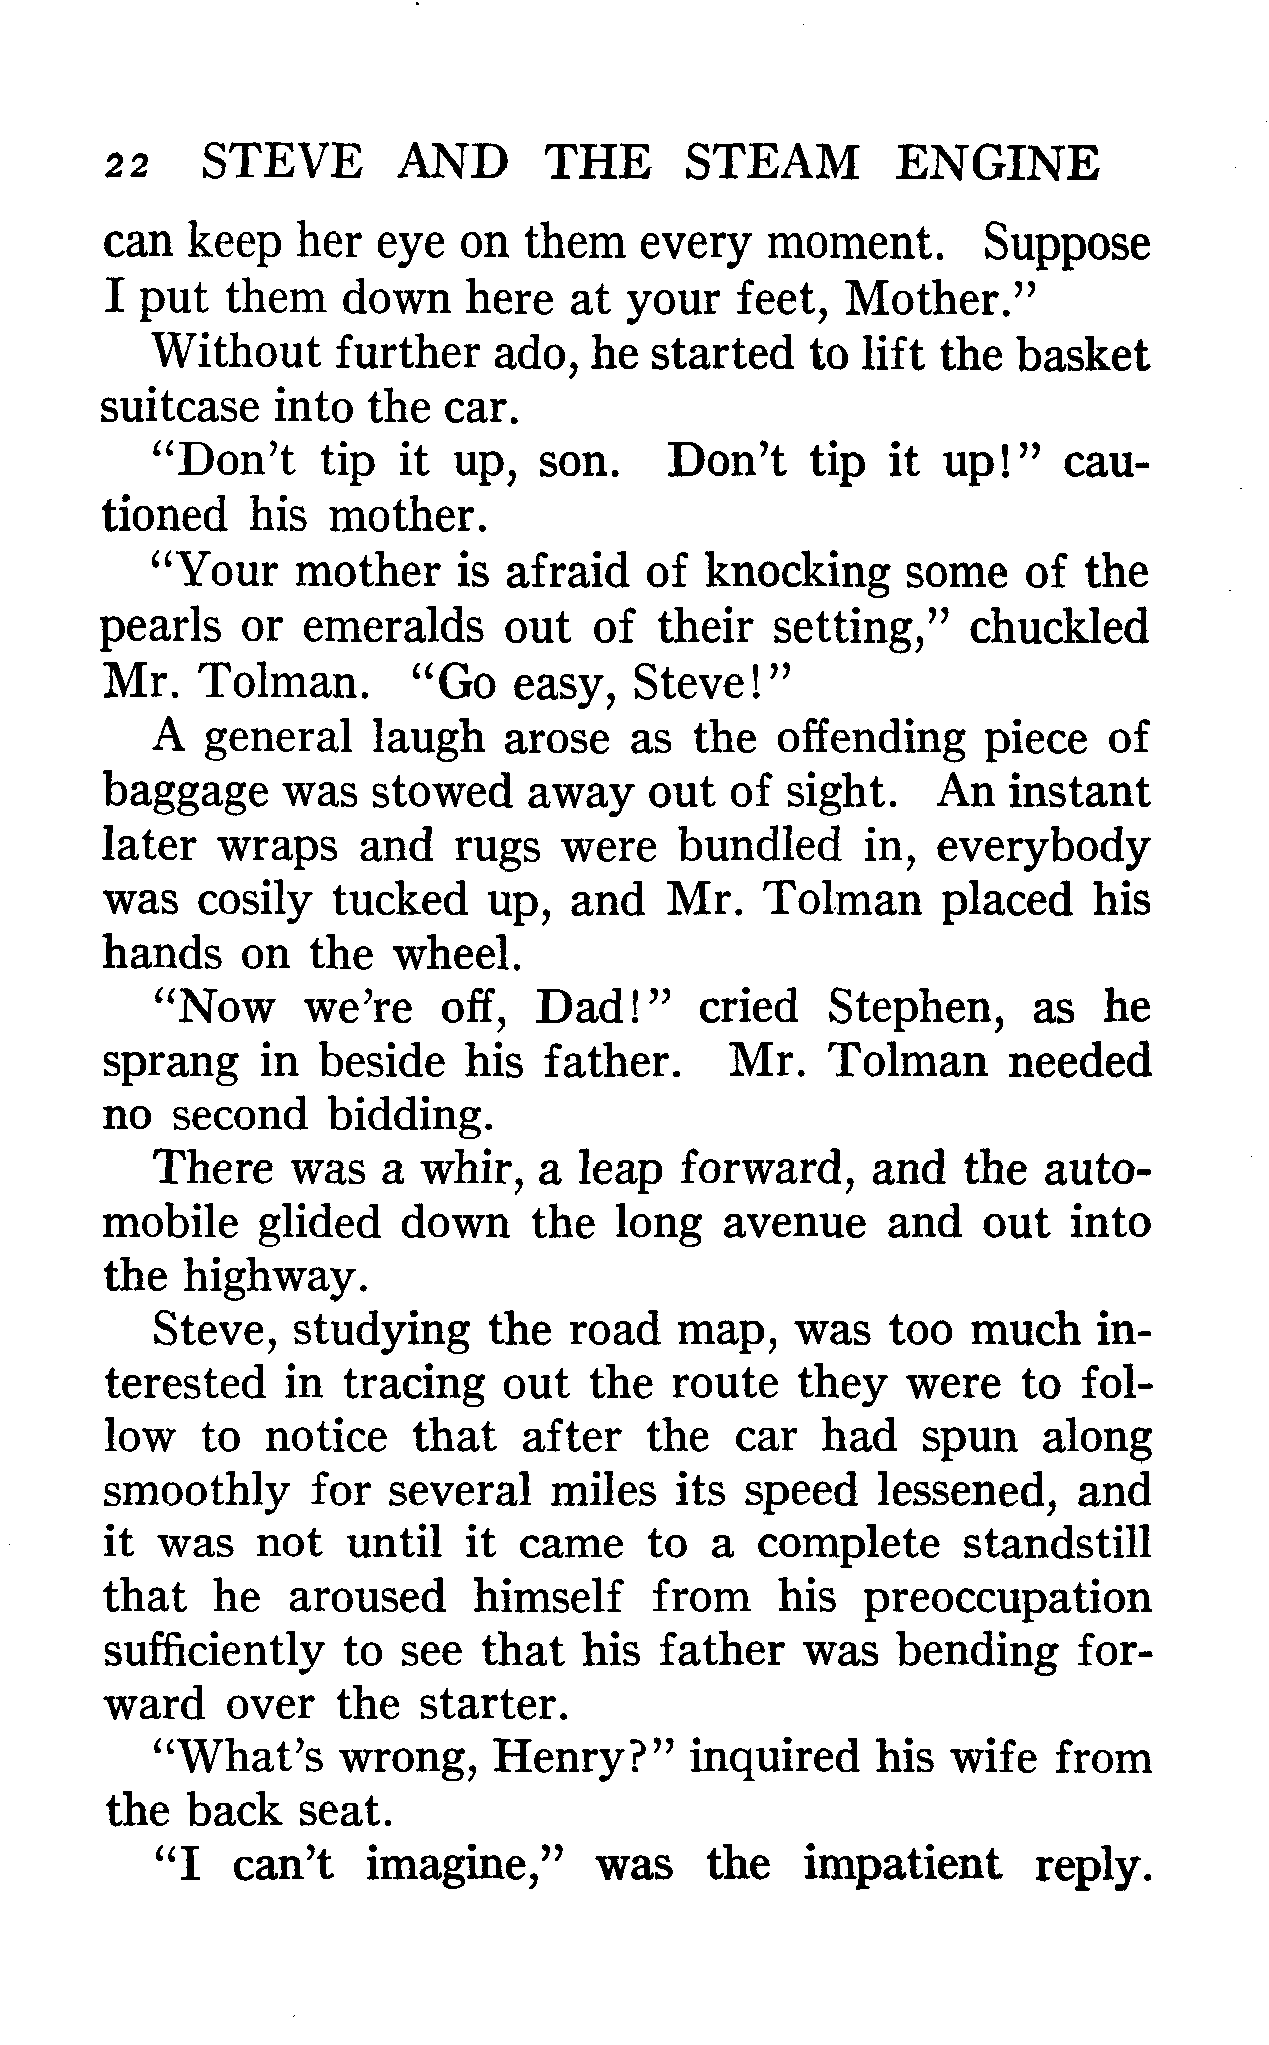 22 STEVE AND THE STEAM ENGINE
can keep her eye on them every moment. Suppose
I put them down here at your feet, Mother.”
Without further ado, he started to lift the basket
suitcase into the car.
“Don't tip it up, son. Don't tip it up!” cau-
tioned his mother.
“Your mother is afraid of knocking some of the
pearls or emeralds out of their setting,” chuckled
Mr. Tolman. “Go easy, Steve!”
A general laugh arose as the offending piece of
baggage was stowed away out of sight. An instant
later wraps and rugs were bundled in, everybody
was cosily tucked up, and Mr. Tolman placed his
hands on the wheel.
“Now we're off, Dad!” cried Stephen, as he
sprang in beside his father. Mr. Tolman needed
no second bidding.
There was a whir, a leap forward, and the auto-
mobile glided down the long avenue and out into
the highway.
Steve, studying the road map, was too much in-
terested in tracing out the route they were to fol-
low to notice that after the car had spun along
smoothly for several miles its speed lessened, and
it was not until it came to a complete standstill
that he aroused himself from his preoccupation
sufficiently to see that his father was bending for-
ward over the starter.
“What's wrong, Henry?” inquired his wife from
the back seat.
“I can't imagine,” was the impatient reply.